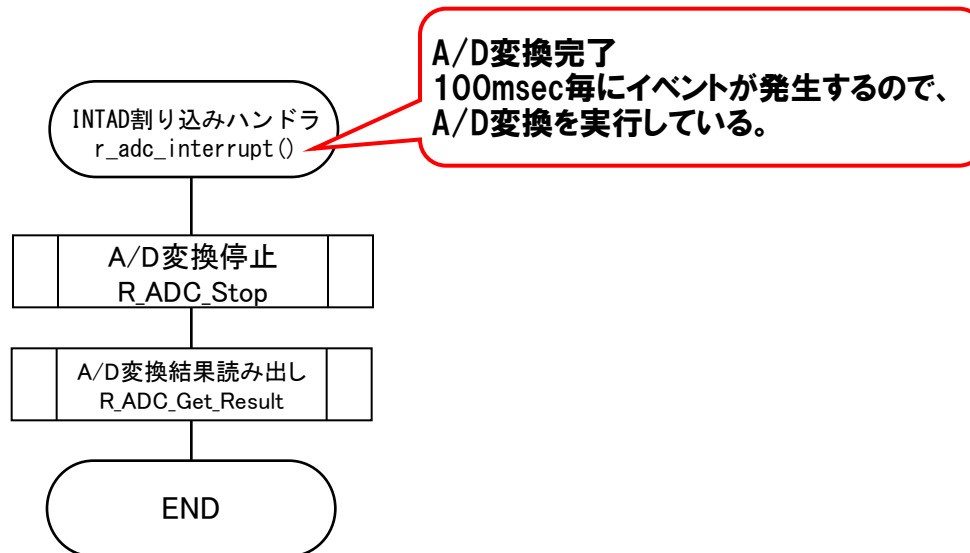 A/D変換完了
100msec毎にイベントが発生するので、
A/D変換を実行している。
INTAD割り込みハンドラ
r_adc_interrupt()
A/D変換停止
R_ADC_Stop
A/D変換結果読み出し
R_ADC_Get_Result
END